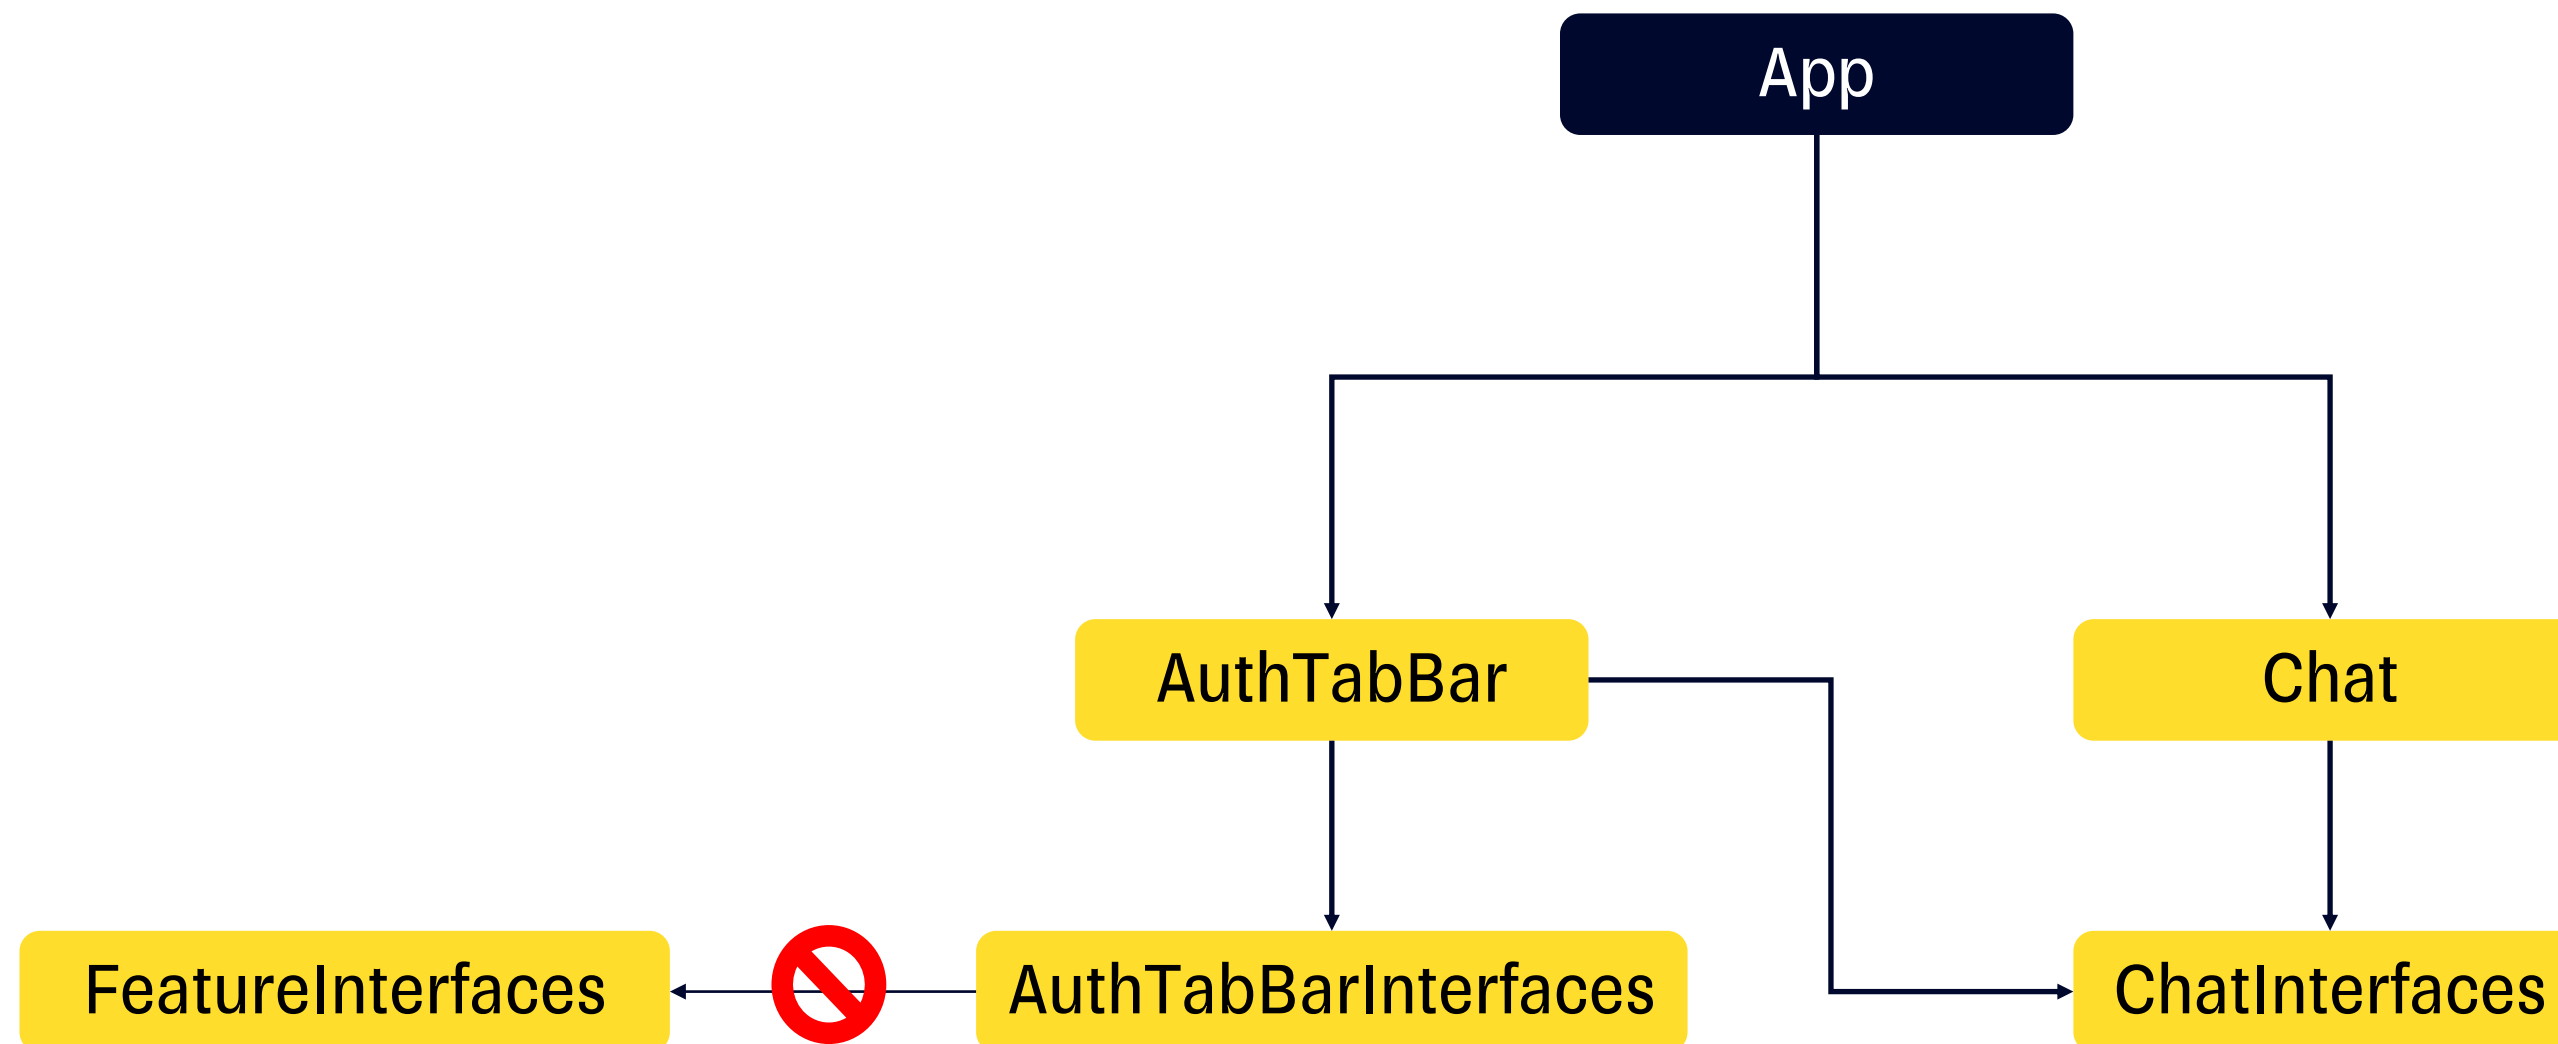 App
AuthTabBar
Chat
FeatureInterfaces
AuthTabBarInterfaces
ChatInterfaces